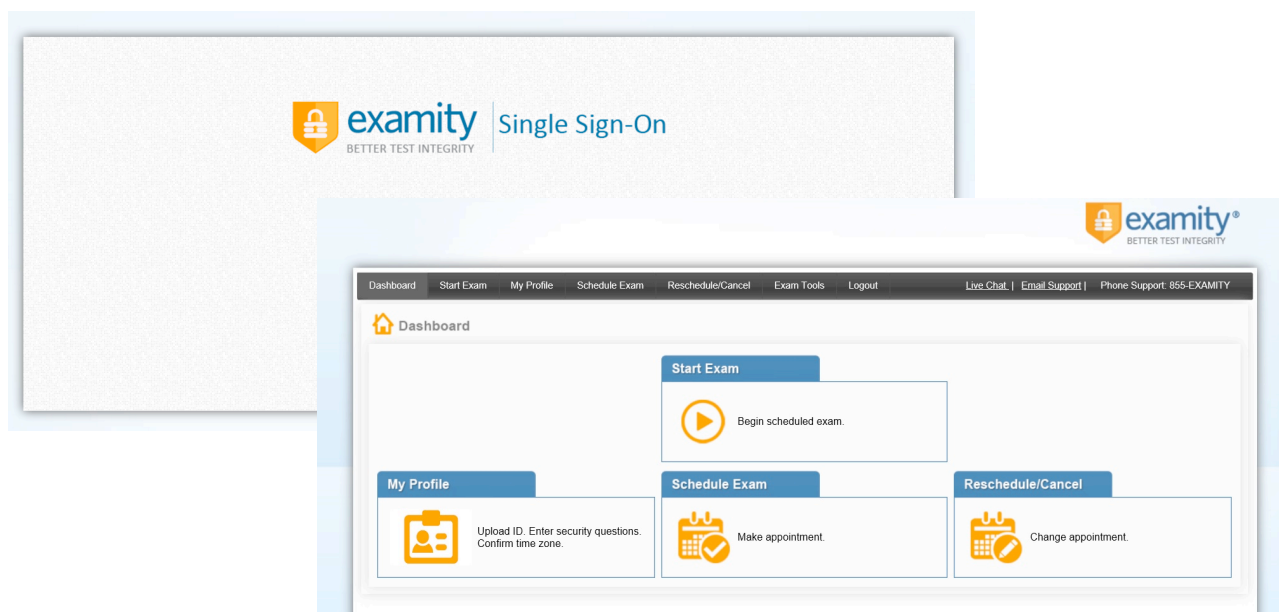 examity Single Sign-On
BETTER TEST INTEGRITY
examity®
BETTER TEST INTEGRITY
Dashboard Start Exam My Profile Schedule Exam Reschedule/Cancel Exam Tools Logout Live Chat | Email Support | Phone Support: 855-EXAMITY
Dashboard
Start Exam
Begin scheduled exam.
My Profile
Upload ID. Enter security questions.
Confirm time zone.
Schedule Exam
Make appointment.
Reschedule/Cancel
Change appointment.